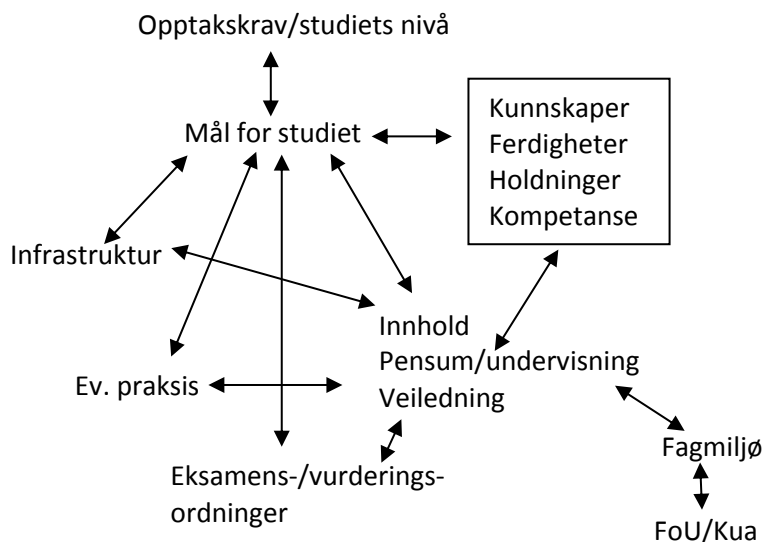 Opptakskrav/studiets nivå
Mål for studiet
Kunnskaper
Ferdigheter
Holdninger
Kompetanse
Infrastruktur
Innhold
Pensum/undervisning
Veiledning
Ev. praksis
Eksamens-/vurderings-
ordninger
Fagmiljø
FoU/Kua